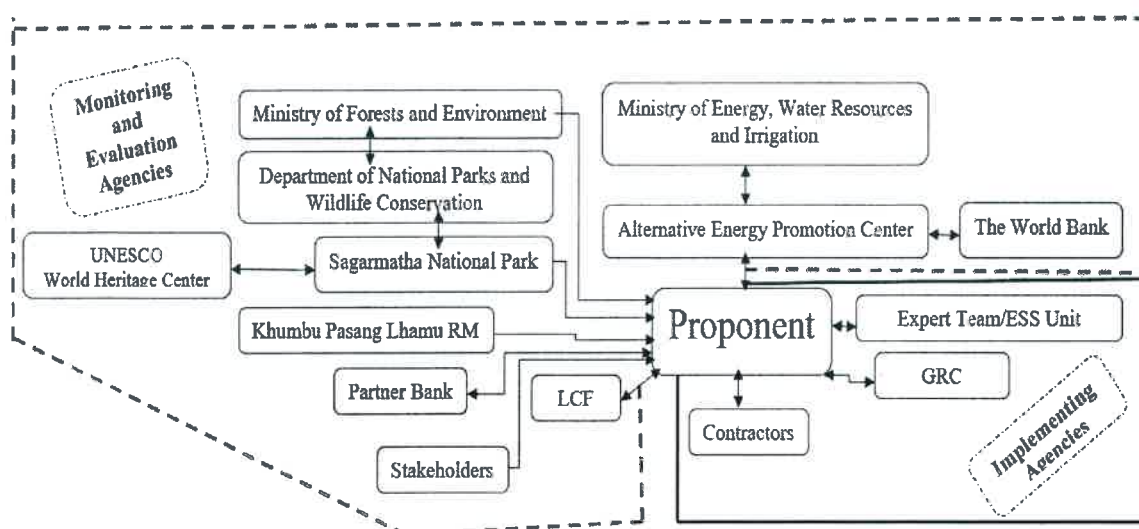 Monitoring
and
Evaluation
Agencies
Ministry of Forests and Environment
Ministry of Energy, Water Resources
and Irrigation
Department of National Parks and
Wildlife Conservation
Alternative Energy Promotion Center
The World Bank
UNESCO
World Heritage Center
Sagarmatha National Park
Proponent
Expert Team/ESS Unit
Khumbu Pasang Lhamu RM
GRC
Partner Bank
LCF
Contractors
Stakeholders
Implementing
Agencies